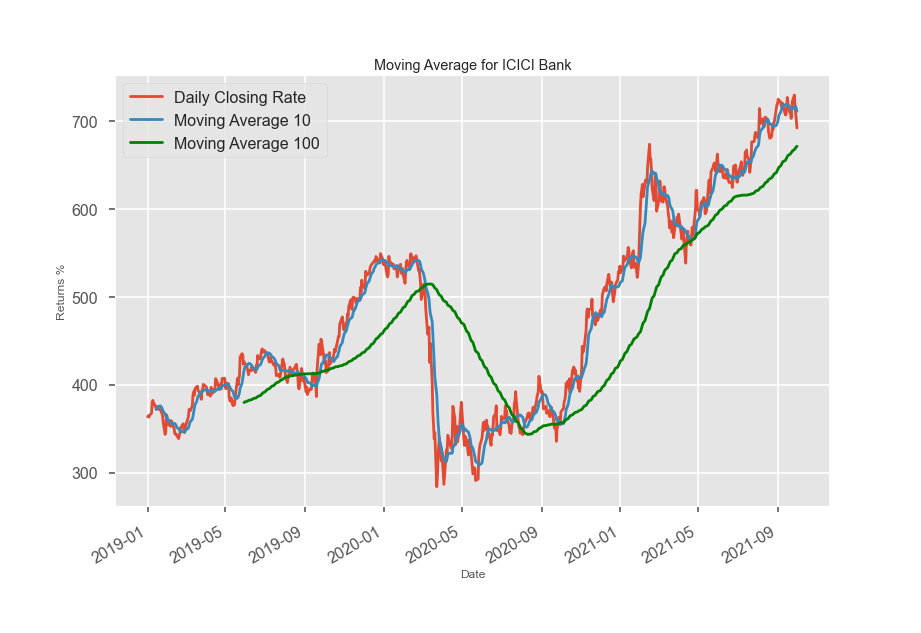 Moving Average for ICICI Bank
Daily Closing Rate
Moving Average 10
Moving Average 100
Returns %
700
600
500
400
300
2019-01
2019-05
2019-09
2020-01
2020-05
2020-09
2021-01
2021-05
2021-09
Date